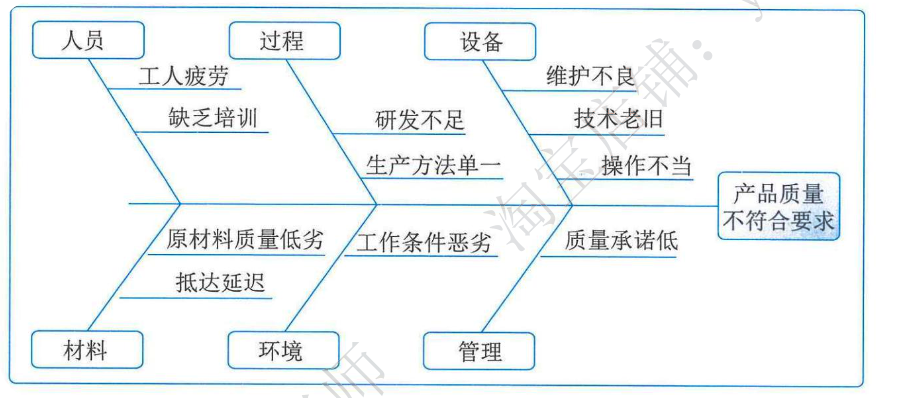 人员
过程
设备
工人疲劳
缺乏培训
研发不足
生产方法单一
维护不良
技术老旧
操作不当
产品质量
不符合要求
原材料质量低劣
抵达延迟
工作条件恶劣
质量承诺低
材料
环境
管理
淘宝店铺：y
师